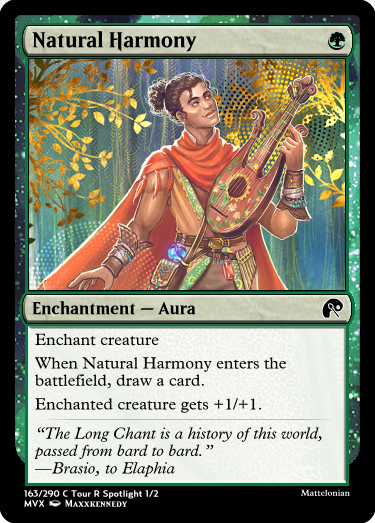 Natural Harmony
Enchantment — Aura
Enchant creature
When Natural Harmony enters the
battlefield, draw a card.
Enchanted creature gets +1/+1.
“The Long Chant is a history of this world,
passed from bard to bard.”
—Brasio, to Elaphia
163/290 C Tour R Spotlight 1/2
Mattelonian
MVX Maxxkennedy